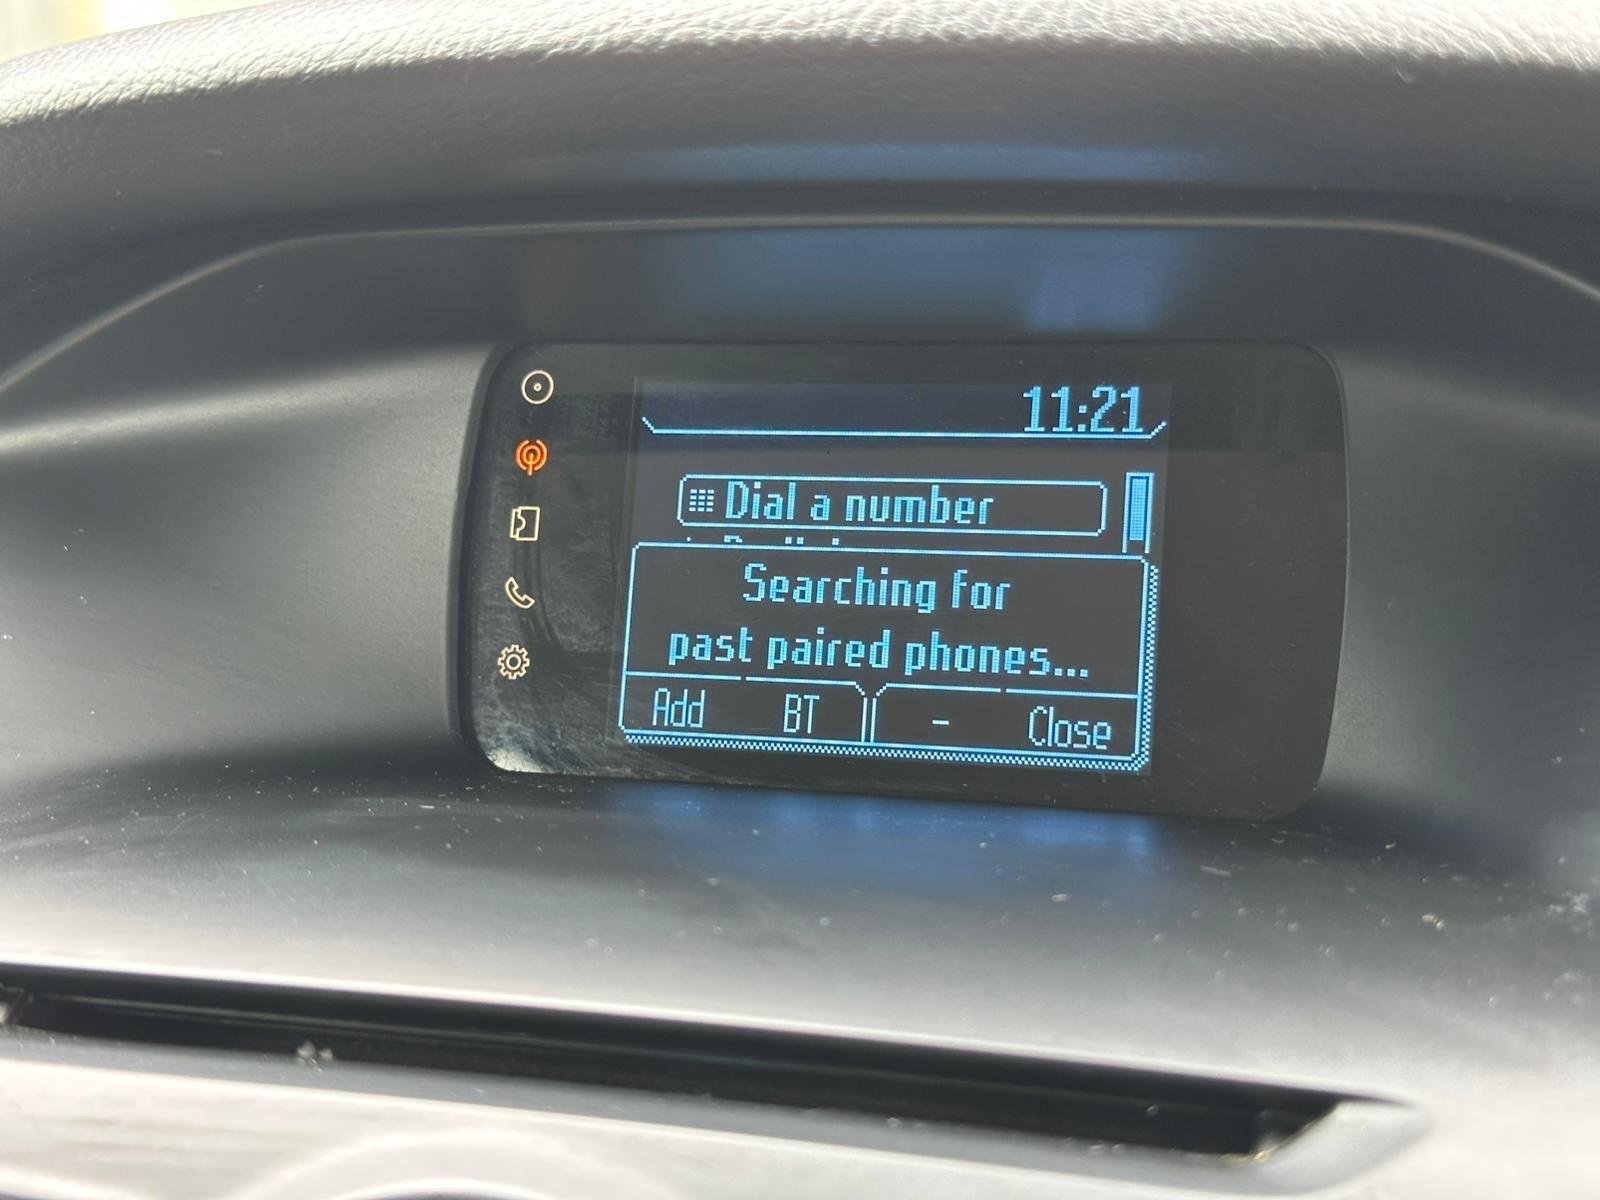 11:21
Dial a number
Searching for
past paired phones...
Add BT - Close